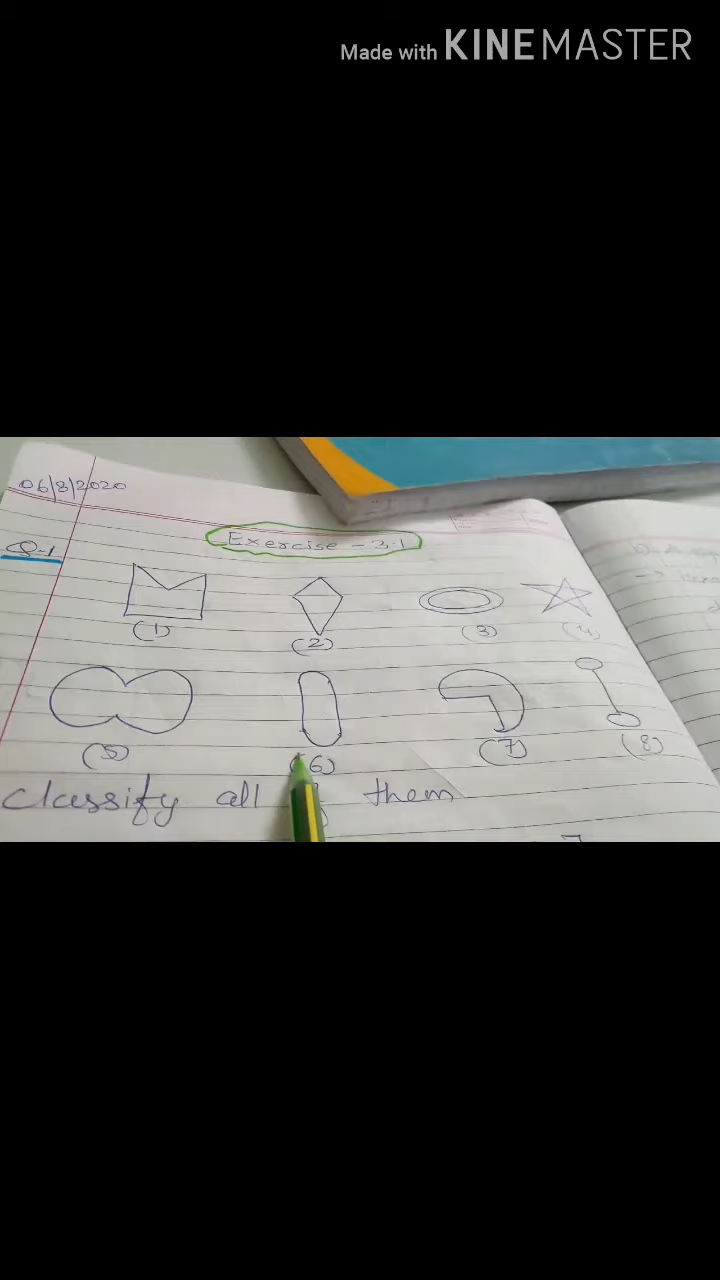 Made with KINEMASTER
06/8/2020
Exercise - 3.1
Q-1
(1)
(2)
(3)
(4)
(5)
(6)
(7)
(8)
classify all them